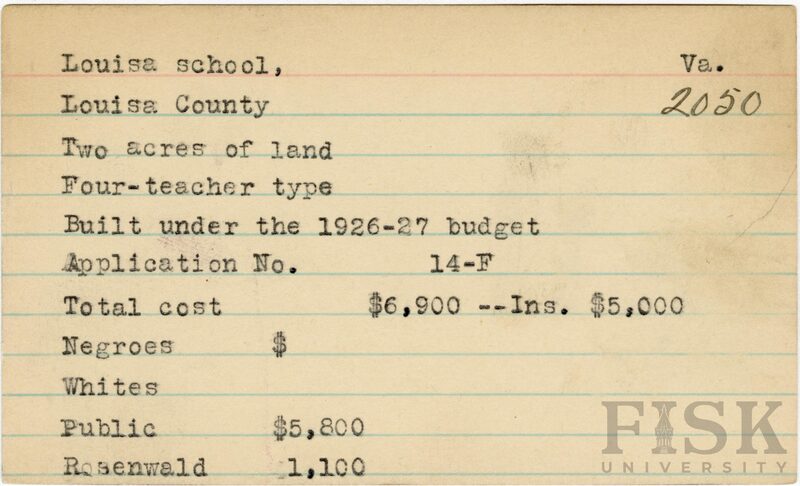 Louisa school, Va.
Louisa County 2050
Two acres of land
Four-teacher type
Built under the 1926-27 budget
Application No. 14-F
Total cost $6,900 --Ins. $5,000
Negroes $
Whites
Public $5,800
Rosenwald 1,100
FISK
UNIVERSITY